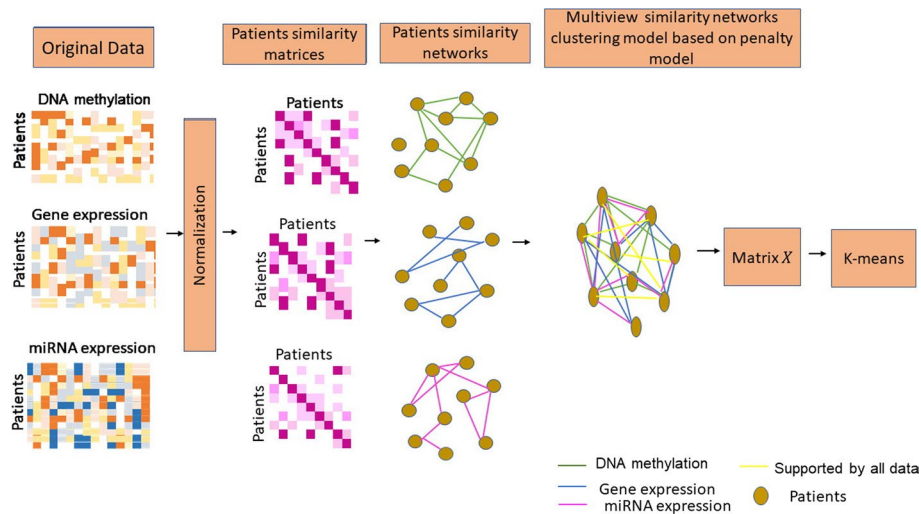 Original Data
Patients similarity
matrices
Patients similarity
networks
Multiview similarity networks
clustering model based on penalty
model
DNA methylation
Patients
Gene expression
Patients
miRNA expression
Patients
Normalization
Patients
Patients
Patients
Patients
Patients
Patients
Matrix X
K-means
DNA methylation
Gene expression
miRNA expression
Supported by all data
Patients